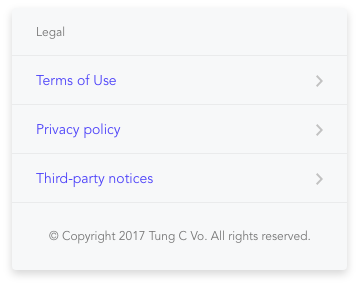 Legal
Terms of Use
Privacy policy
Third-party notices
© Copyright 2017 Tung C Vo. All rights reserved.